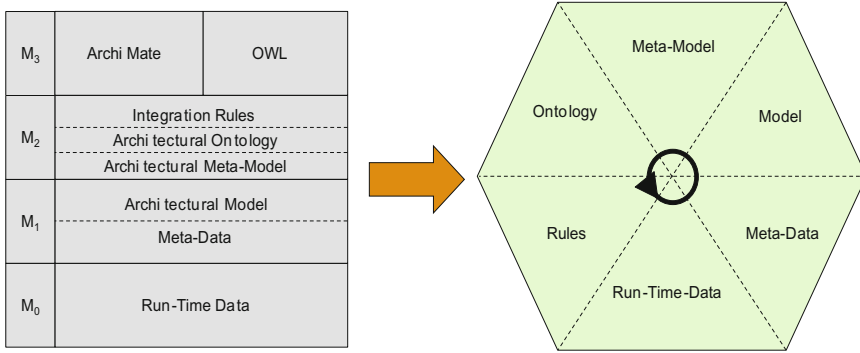 M3
Archi Mate
OWL
M2
Integration Rules
Archi tectural Ontology
Archi tectural Meta-Model
M1
Archi tectural Model
Meta-Data
M0
Run-Time Data
Meta-Model
Ontology
Model
Rules
Meta-Data
Run-Time-Data